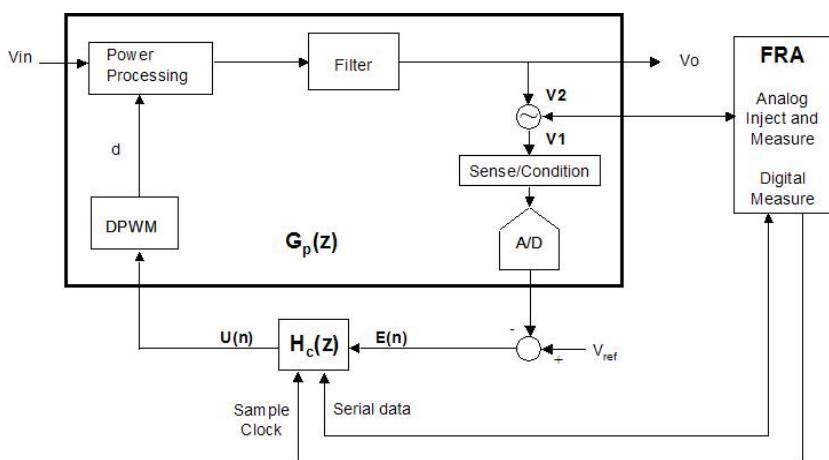 Vin
Power
Processing
Filter
Vo
FRA
Analog
Inject and
Measure
Digital
Measure
V2
V1
d
Sense/Condition
DPWM
Gp(z)
A/D
U(n)
Hc(z)
E(n)
-
+
Vref
Sample
Clock
Serial data